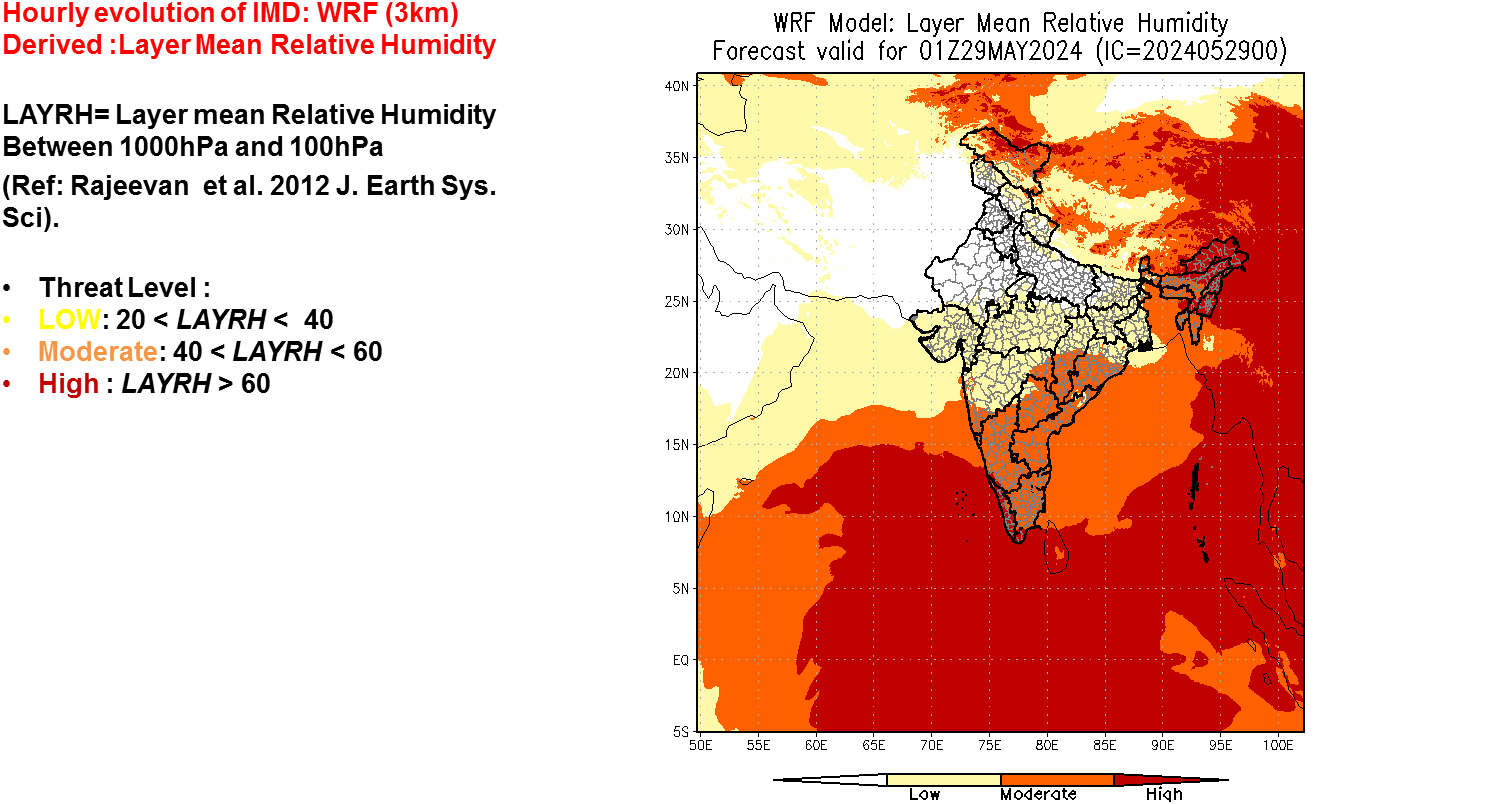 Hourly evolution of IMD: WRF (3km)
Derived :Layer Mean Relative Humidity
LAYRH= Layer mean Relative Humidity
Between 1000hPa and 100hPa
(Ref: Rajeevan et al. 2012 J. Earth Sys.
Sci).
• Threat Level :
• LOW: 20 < LAYRH < 40
• Moderate: 40 < LAYRH < 60
• High : LAYRH > 60
WRF Model: Layer Mean Relative Humidity
Forecast valid for 01Z29MAY2024 (IC=2024052900)
40N
35N
30N
25N
20N
15N
10N
5N
EQ
5S
50E 55E 60E 65E 70E 75E 80E 85E 90E 95E 100E
Low Moderate High